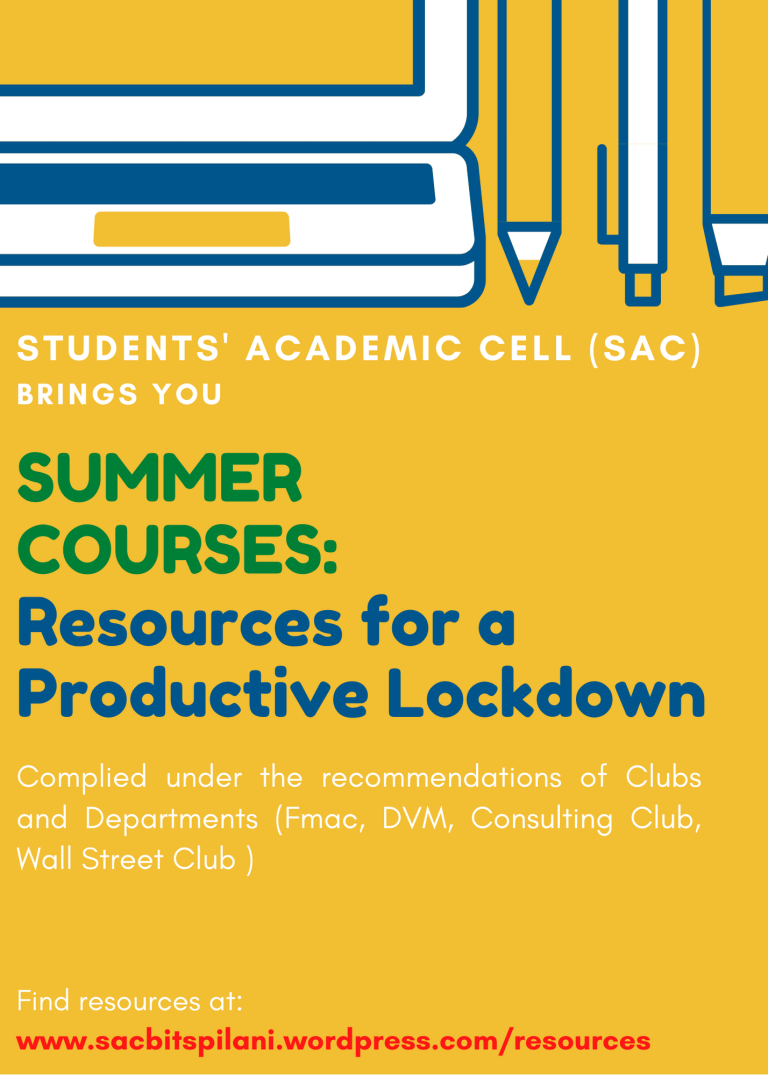 STUDENTS' ACADEMIC CELL (SAC)
BRINGS YOU
SUMMER
COURSES:
Resources for a
Productive Lockdown
Complied under the recommendations of Clubs
and Departments (Fmac, DVM, Consulting Club,
Wall Street Club )
Find resources at:
www.sacbitspilani.wordpress.com/resources